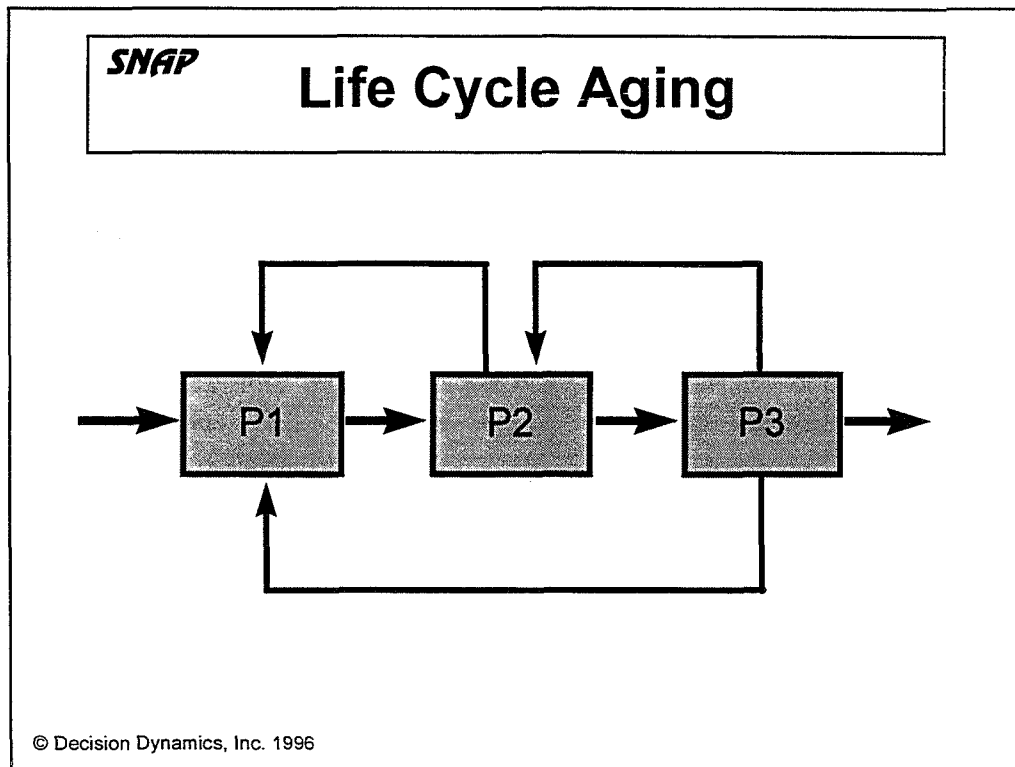 SNAP
Life Cycle Aging
P1
P2
P3
© Decision Dynamics, Inc. 1996